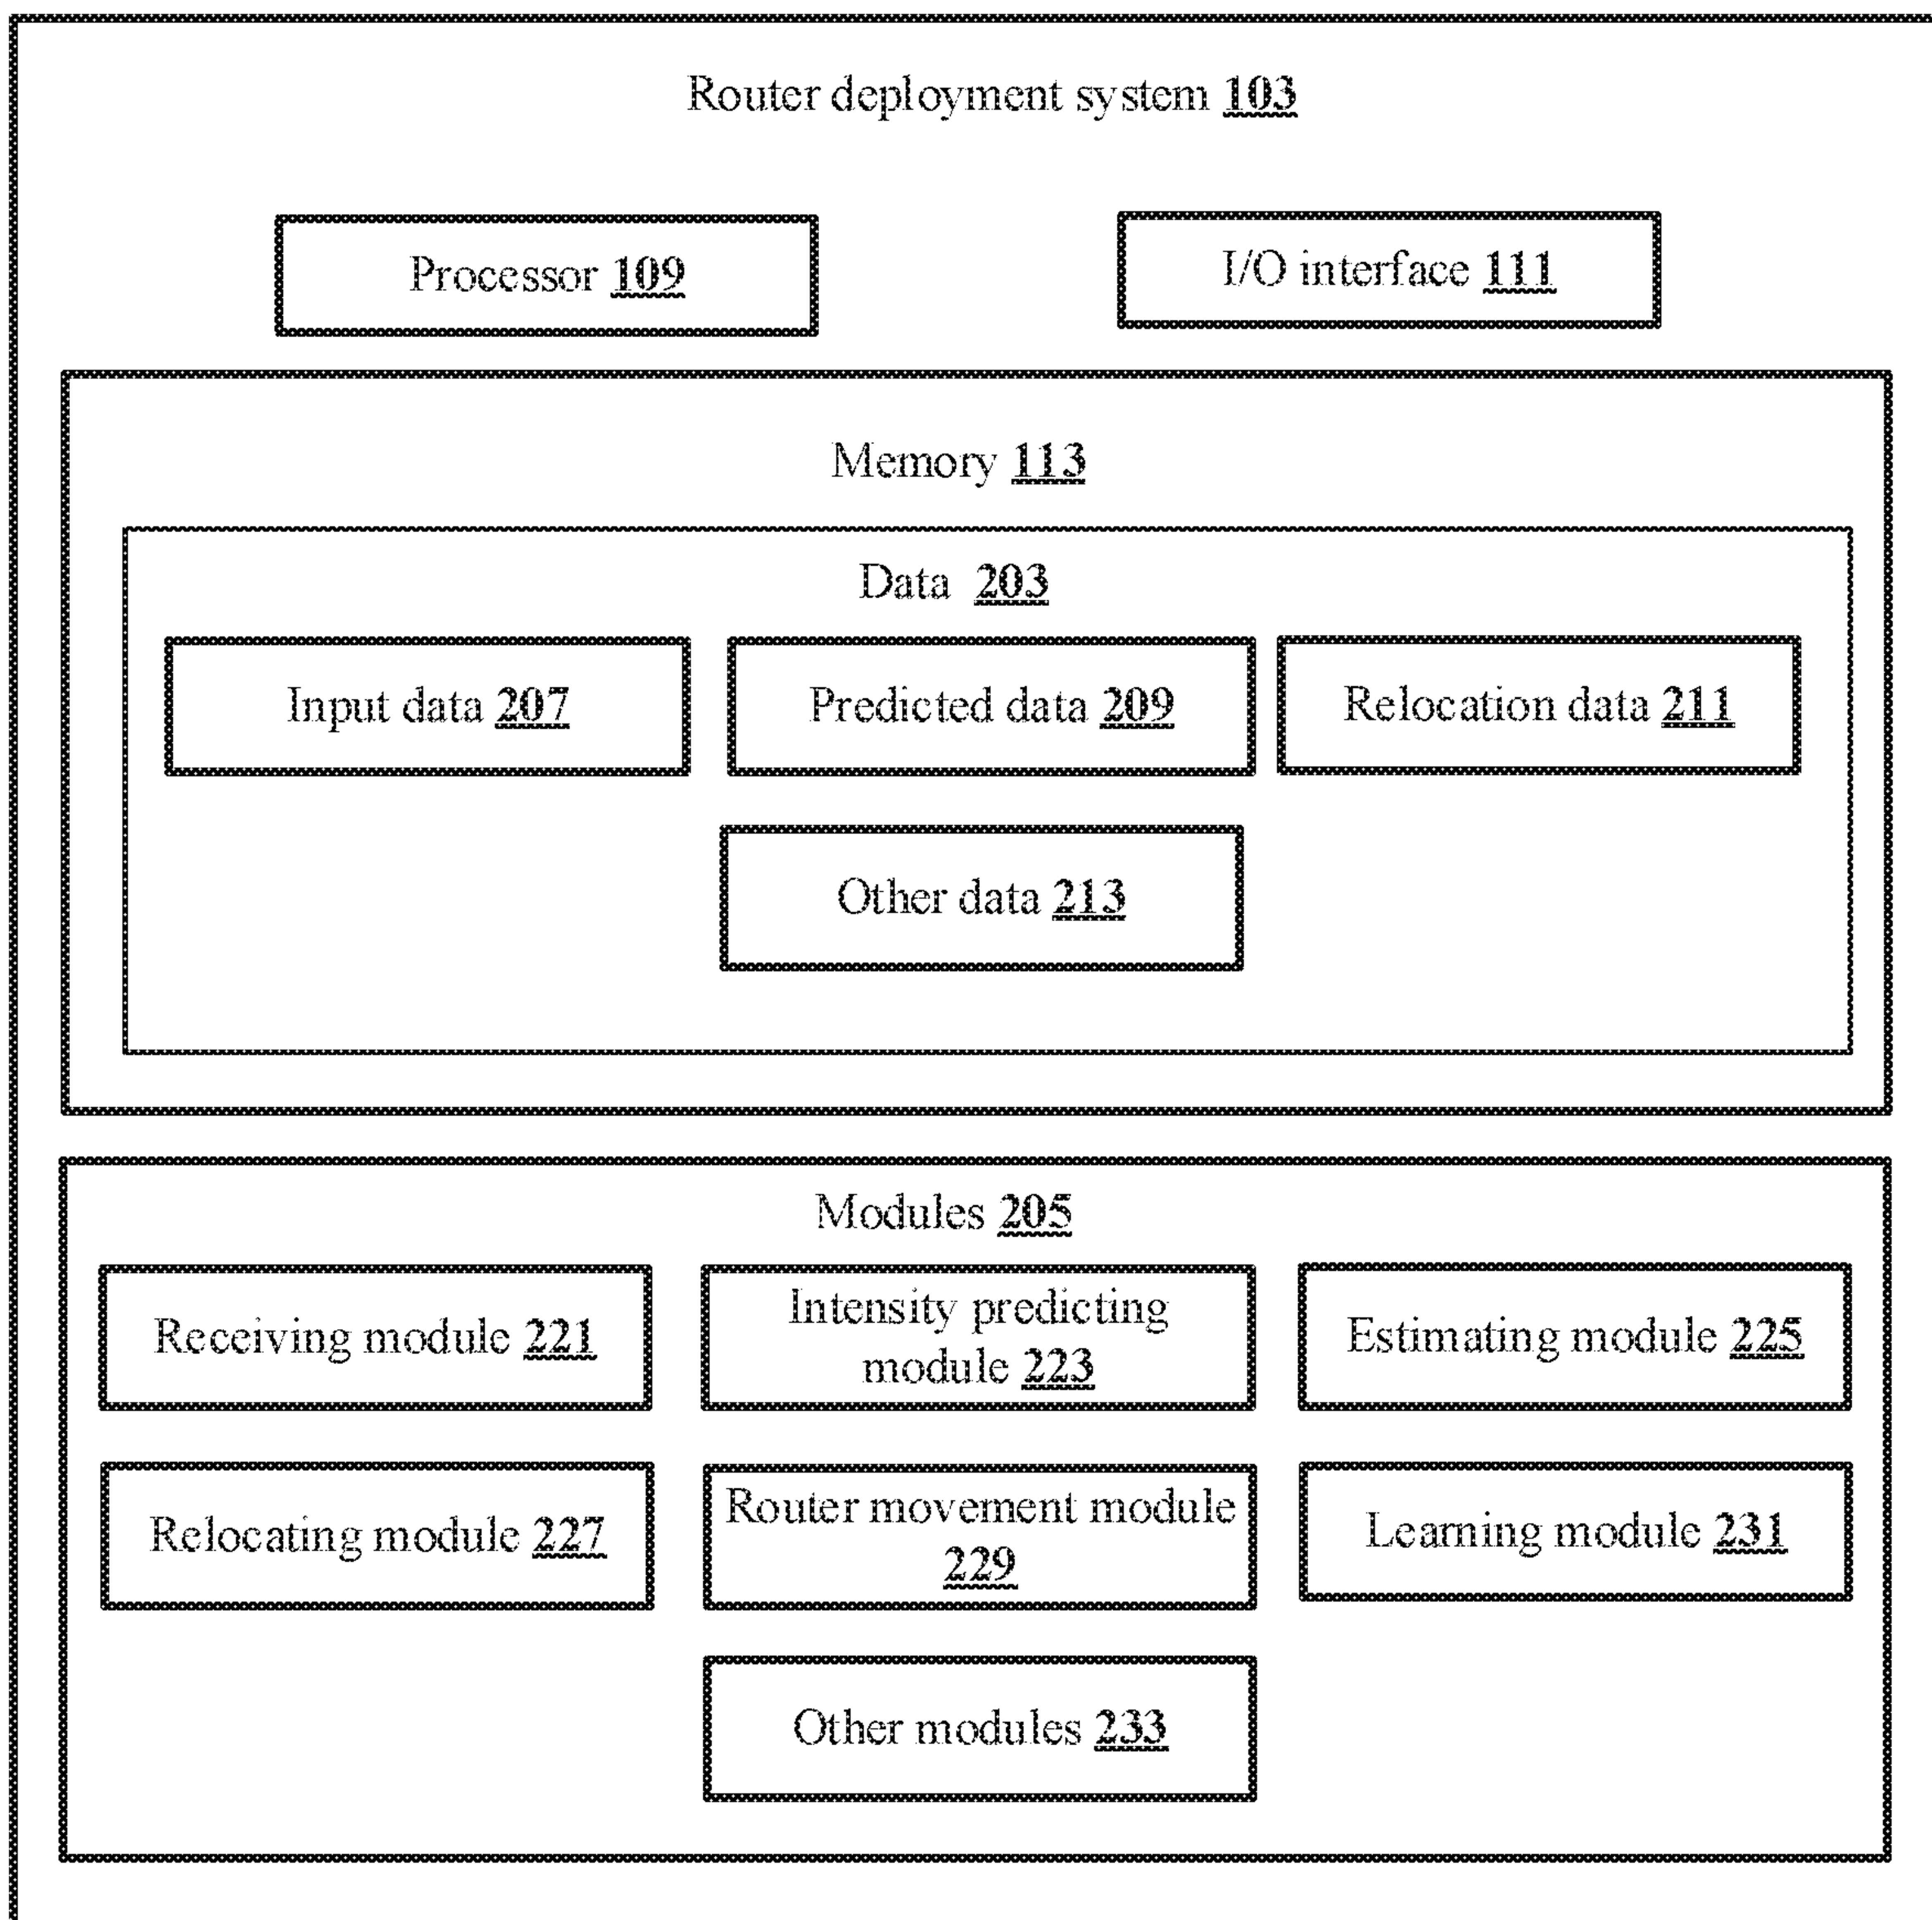 Router deployment system 103
Processor 109
I/O interface 111
Memory 113
Data 203
Input data 207
Predicted data 209
Relocation data 211
Other data 213
Modules 205
Receiving module 221
Intensity predicting
module 223
Estimating module 225
Relocating module 227
Router movement module
229
Learning module 231
Other modules 233